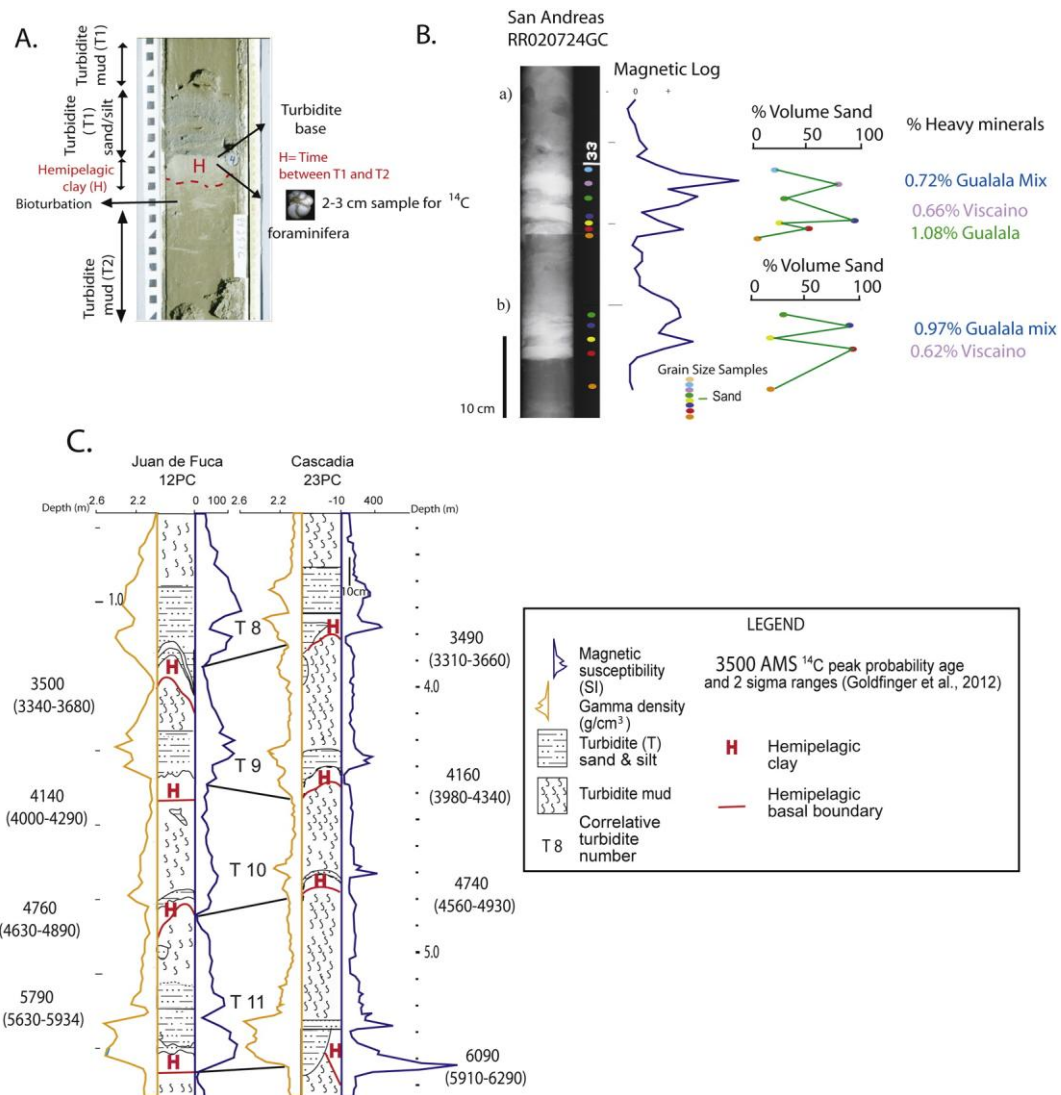 A.
Turbidite
mud (T1)
Turbidite
(T1)
sand/silt
Hemipelagic
clay (H)
Bioturbation
Turbidite
mud (T2)
H
4
Turbidite
base
H= Time
between T1 and T2
2-3 cm sample for ¹⁴C
foraminifera
San Andreas
RR020724GC
B.
a)
b)
33
10 cm
Magnetic Log
- 0 +
Grain Size Samples
Sand
% Volume Sand
0 50 100
% Volume Sand
0 50 100
% Heavy minerals
0.72% Gualala Mix
0.66% Viscaino
1.08% Gualala
0.97% Gualala mix
0.62% Viscaino
C.
Juan de Fuca
12PC
Cascadia
23PC
Depth (m)
2.6 2.2 0 100 2.6 2.2 -10 400
Depth (m)
1.0
10cm
T 8
H
H
3490
(3310-3660)
3500
(3340-3680)
4.0
T 9
H
H
4160
(3980-4340)
4140
(4000-4290)
T 10
H
H
4740
(4560-4930)
4760
(4630-4890)
5.0
5790
(5630-5934)
T 11
H
H
6090
(5910-6290)
LEGEND
Magnetic
susceptibility
(SI)
Gamma density
(g/cm³)
Turbidite (T)
sand & silt
Turbidite mud
T 8
Correlative
turbidite
number
3500 AMS ¹⁴C peak probability age
and 2 sigma ranges (Goldfinger et al., 2012)
H
Hemipelagic
clay
Hemipelagic
basal boundary